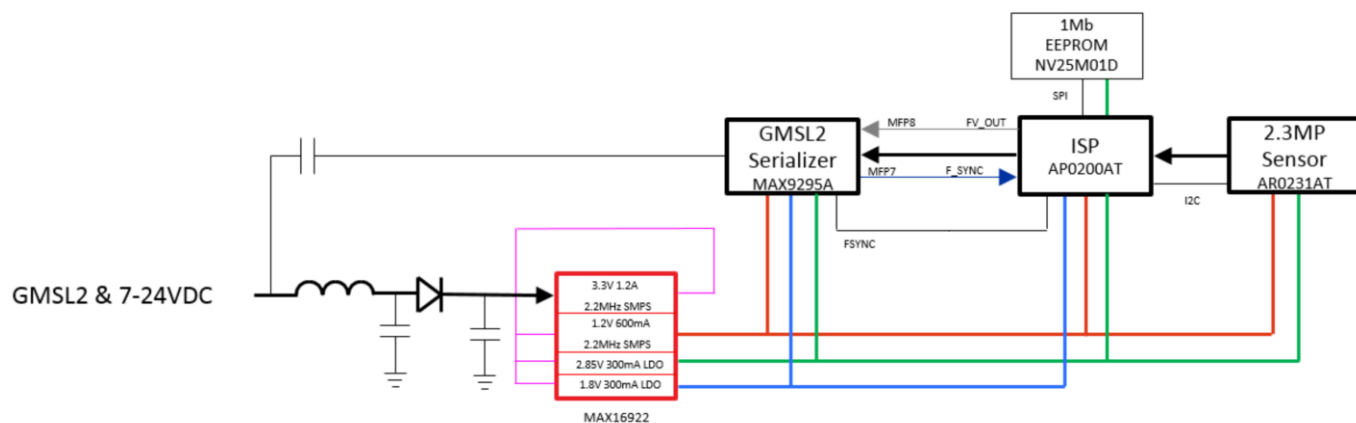 1Mb
EEPROM
NV25M01D
SPI
GMSL2
Serializer
MAX9295A
MFP8
FV_OUT
MFP7
F_SYNC
ISP
AP0200AT
2.3MP
Sensor
AR0231AT
I2C
FSYNC
GMSL2 & 7-24VDC
3.3V 1.2A
2.2MHz SMPS
1.2V 600mA
2.2MHz SMPS
2.85V 300mA LDO
1.8V 300mA LDO
MAX16922